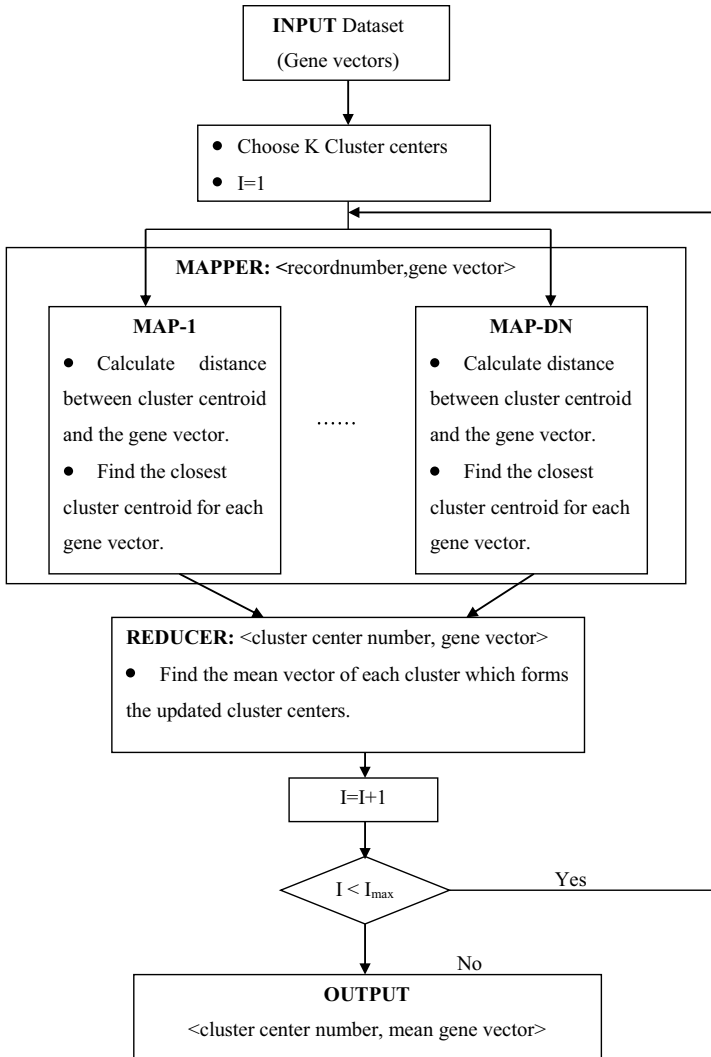 INPUT Dataset
(Gene vectors)
● Choose K Cluster centers
● I=1
MAPPER: <recordnumber,gene vector>
MAP-1
● Calculate distance
between cluster centroid
and the gene vector.
● Find the closest
cluster centroid for each
gene vector.
……
MAP-DN
● Calculate distance
between cluster centroid
and the gene vector.
● Find the closest
cluster centroid for each
gene vector.
REDUCER: <cluster center number, gene vector>
● Find the mean vector of each cluster which forms
the updated cluster centers.
I=I+1
I < Imax
Yes
No
OUTPUT
<cluster center number, mean gene vector>